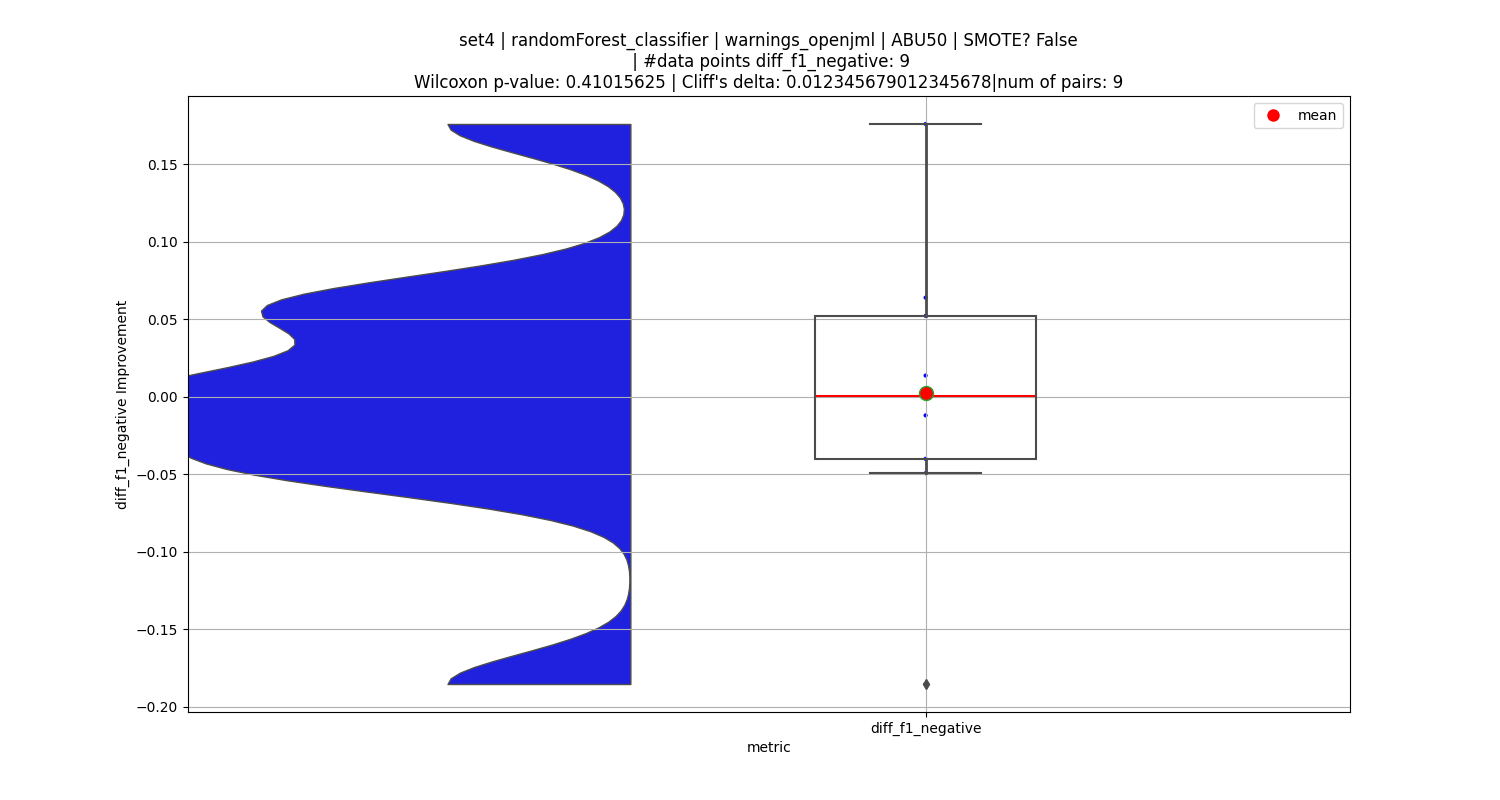 set4 | randomForest_classifier | warnings_openjml | ABU50 | SMOTE? False
| #data points diff_f1_negative: 9
Wilcoxon p-value: 0.41015625 | Cliff's delta: 0.012345679012345678|num of pairs: 9
mean
0.15
0.10
0.05
0.00
−0.05
−0.10
−0.15
−0.20
diff_f1_negative Improvement
diff_f1_negative
metric